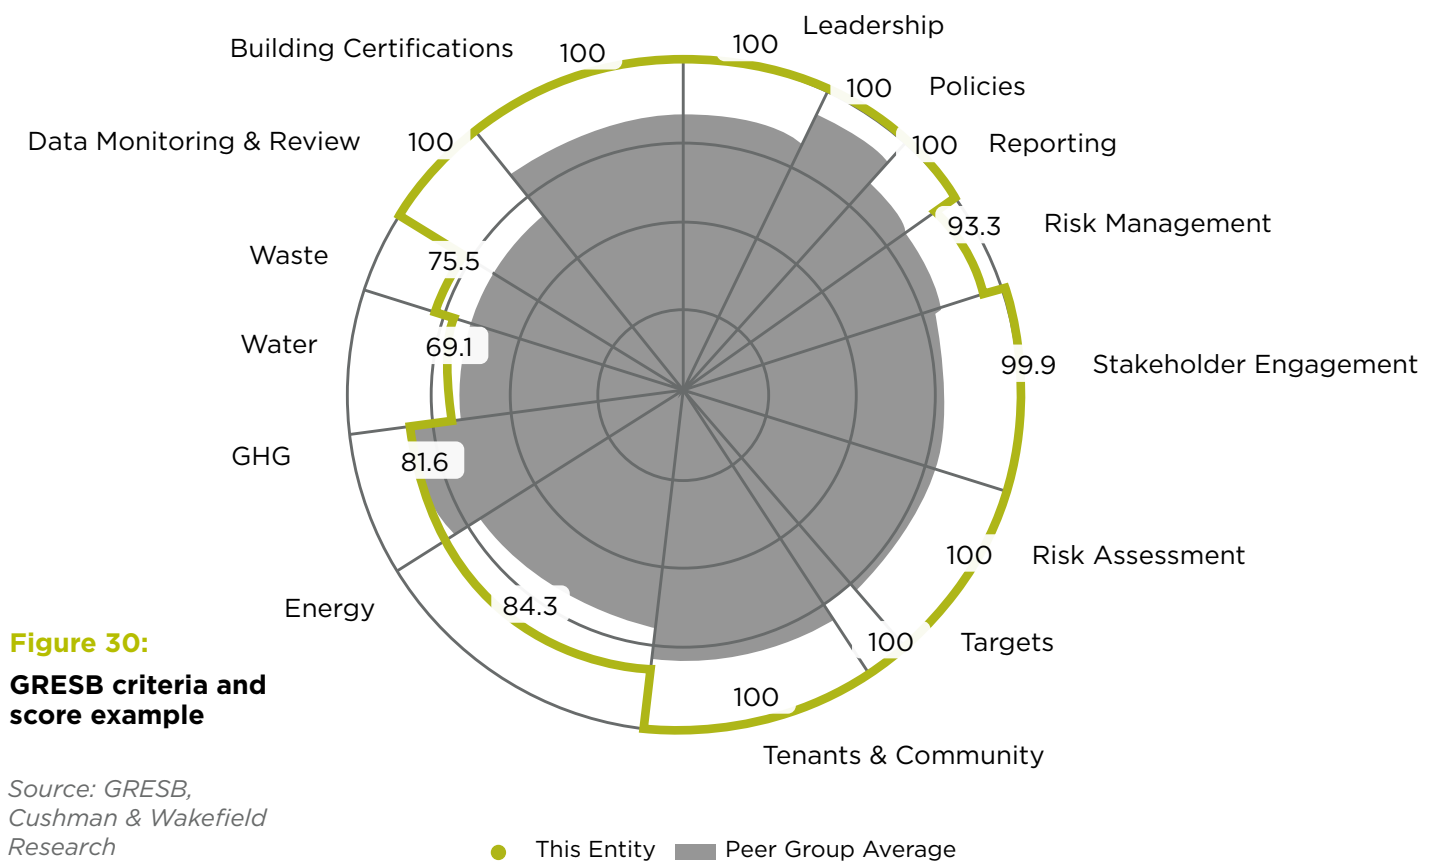 Leadership
100
Building Certifications
100
100
Policies
Data Monitoring & Review
100
100
Reporting
Waste
75.5
93.3
Risk Management
Water
69.1
99.9
Stakeholder Engagement
GHG
81.6
100
Risk Assessment
Energy
84.3
100
Targets
100
Tenants & Community
Figure 30:
GRESB criteria and
score example
Source: GRESB,
Cushman & Wakefield
Research
This Entity
Peer Group Average